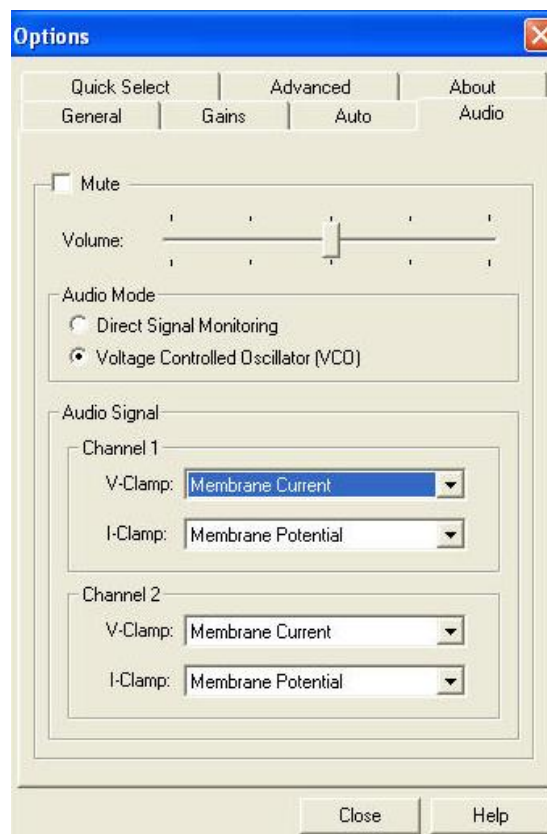 Options
Quick Select Advanced About
General Gains Auto Audio
Mute
Volume:
Audio Mode
Direct Signal Monitoring
Voltage Controlled Oscillator (VCO)
Audio Signal
Channel 1
V-Clamp: Membrane Current
I-Clamp: Membrane Potential
Channel 2
V-Clamp: Membrane Current
I-Clamp: Membrane Potential
Close Help